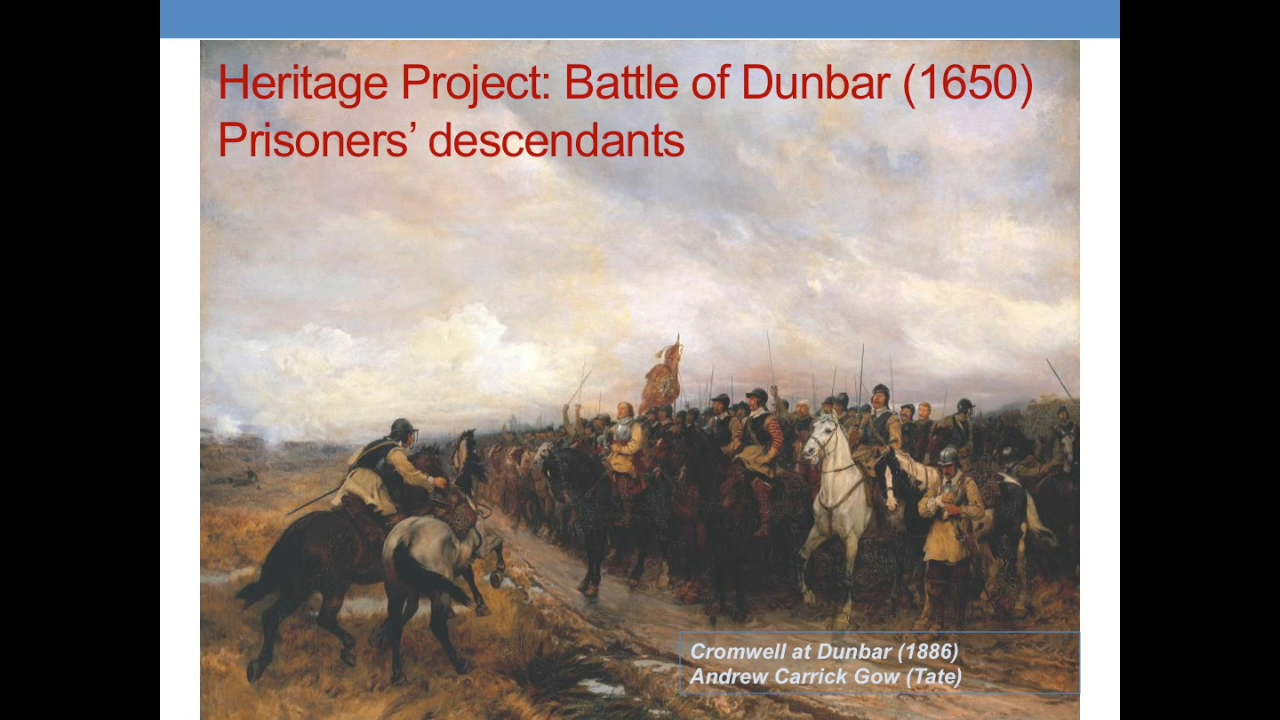 Heritage Project: Battle of Dunbar (1650)
Prisoners’ descendants
Cromwell at Dunbar (1886)
Andrew Carrick Gow (Tate)